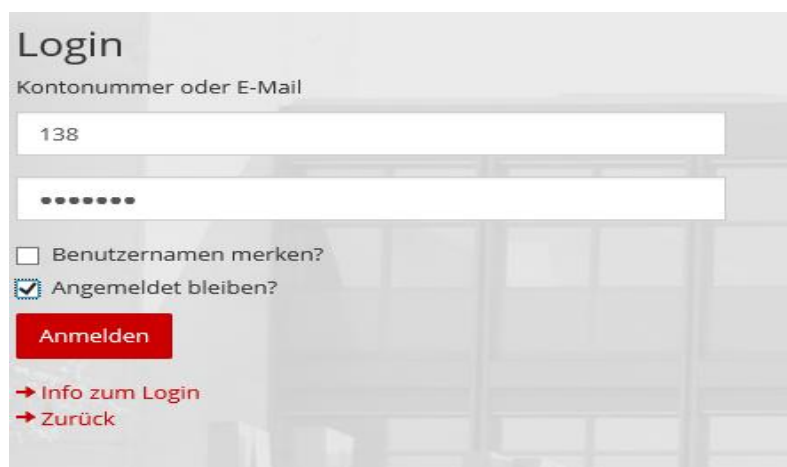 Login
Kontonummer oder E-Mail
138
•••••••
Benutzernamen merken?
Angemeldet bleiben?
Anmelden
→ Info zum Login
→ Zurück